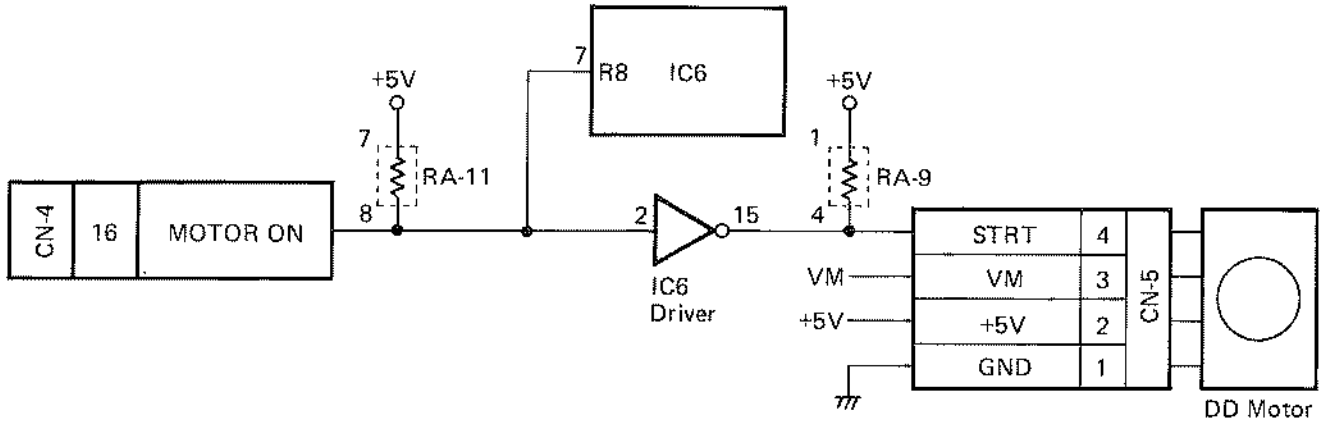 7 R8 IC6
+5V
7
RA-11
8
+5V
1
RA-9
4
CN-4 16 MOTOR ON
2 15
IC6
Driver
STRT 4
VM VM 3
+5V +5V 2
GND 1
CN-5
DD Motor